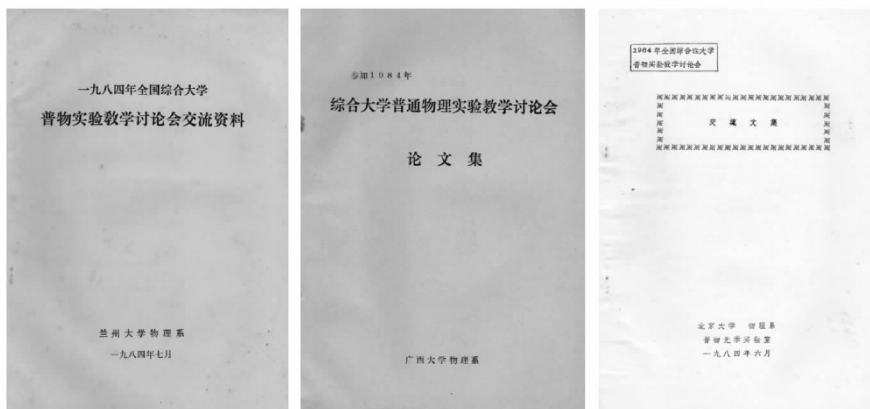 一九八四年全国综合大学
普物实验教学讨论会交流资料
兰州大学物理系
一九八四年七月
参加1984年
综合大学普通物理实验教学讨论会
论文集
广西大学物理系
1984年全国综合性大学
普物实验教学讨论会
交流文集
北京大学 物理系
普物光学实验室
一九八四年六月